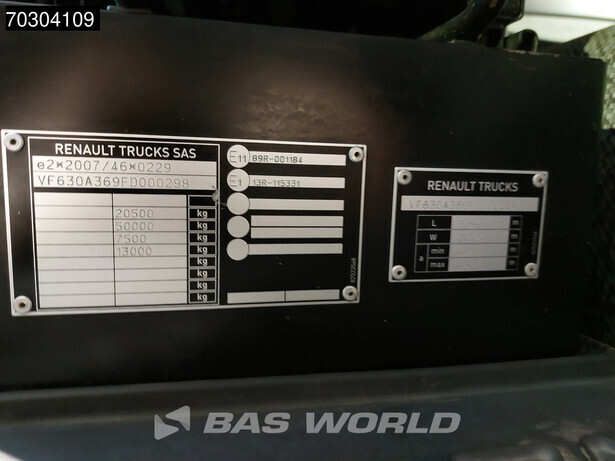 70304109
RENAULT TRUCKS SAS
e2*2007/46*0229
VF630A369FD000298
20500 kg
50000 kg
7500 kg
13000 kg
kg
kg
kg
kg
E11 89R-001184
E1 13R-115331
RENAULT TRUCKS
L m
W m
a
min m
max m
BAS WORLD